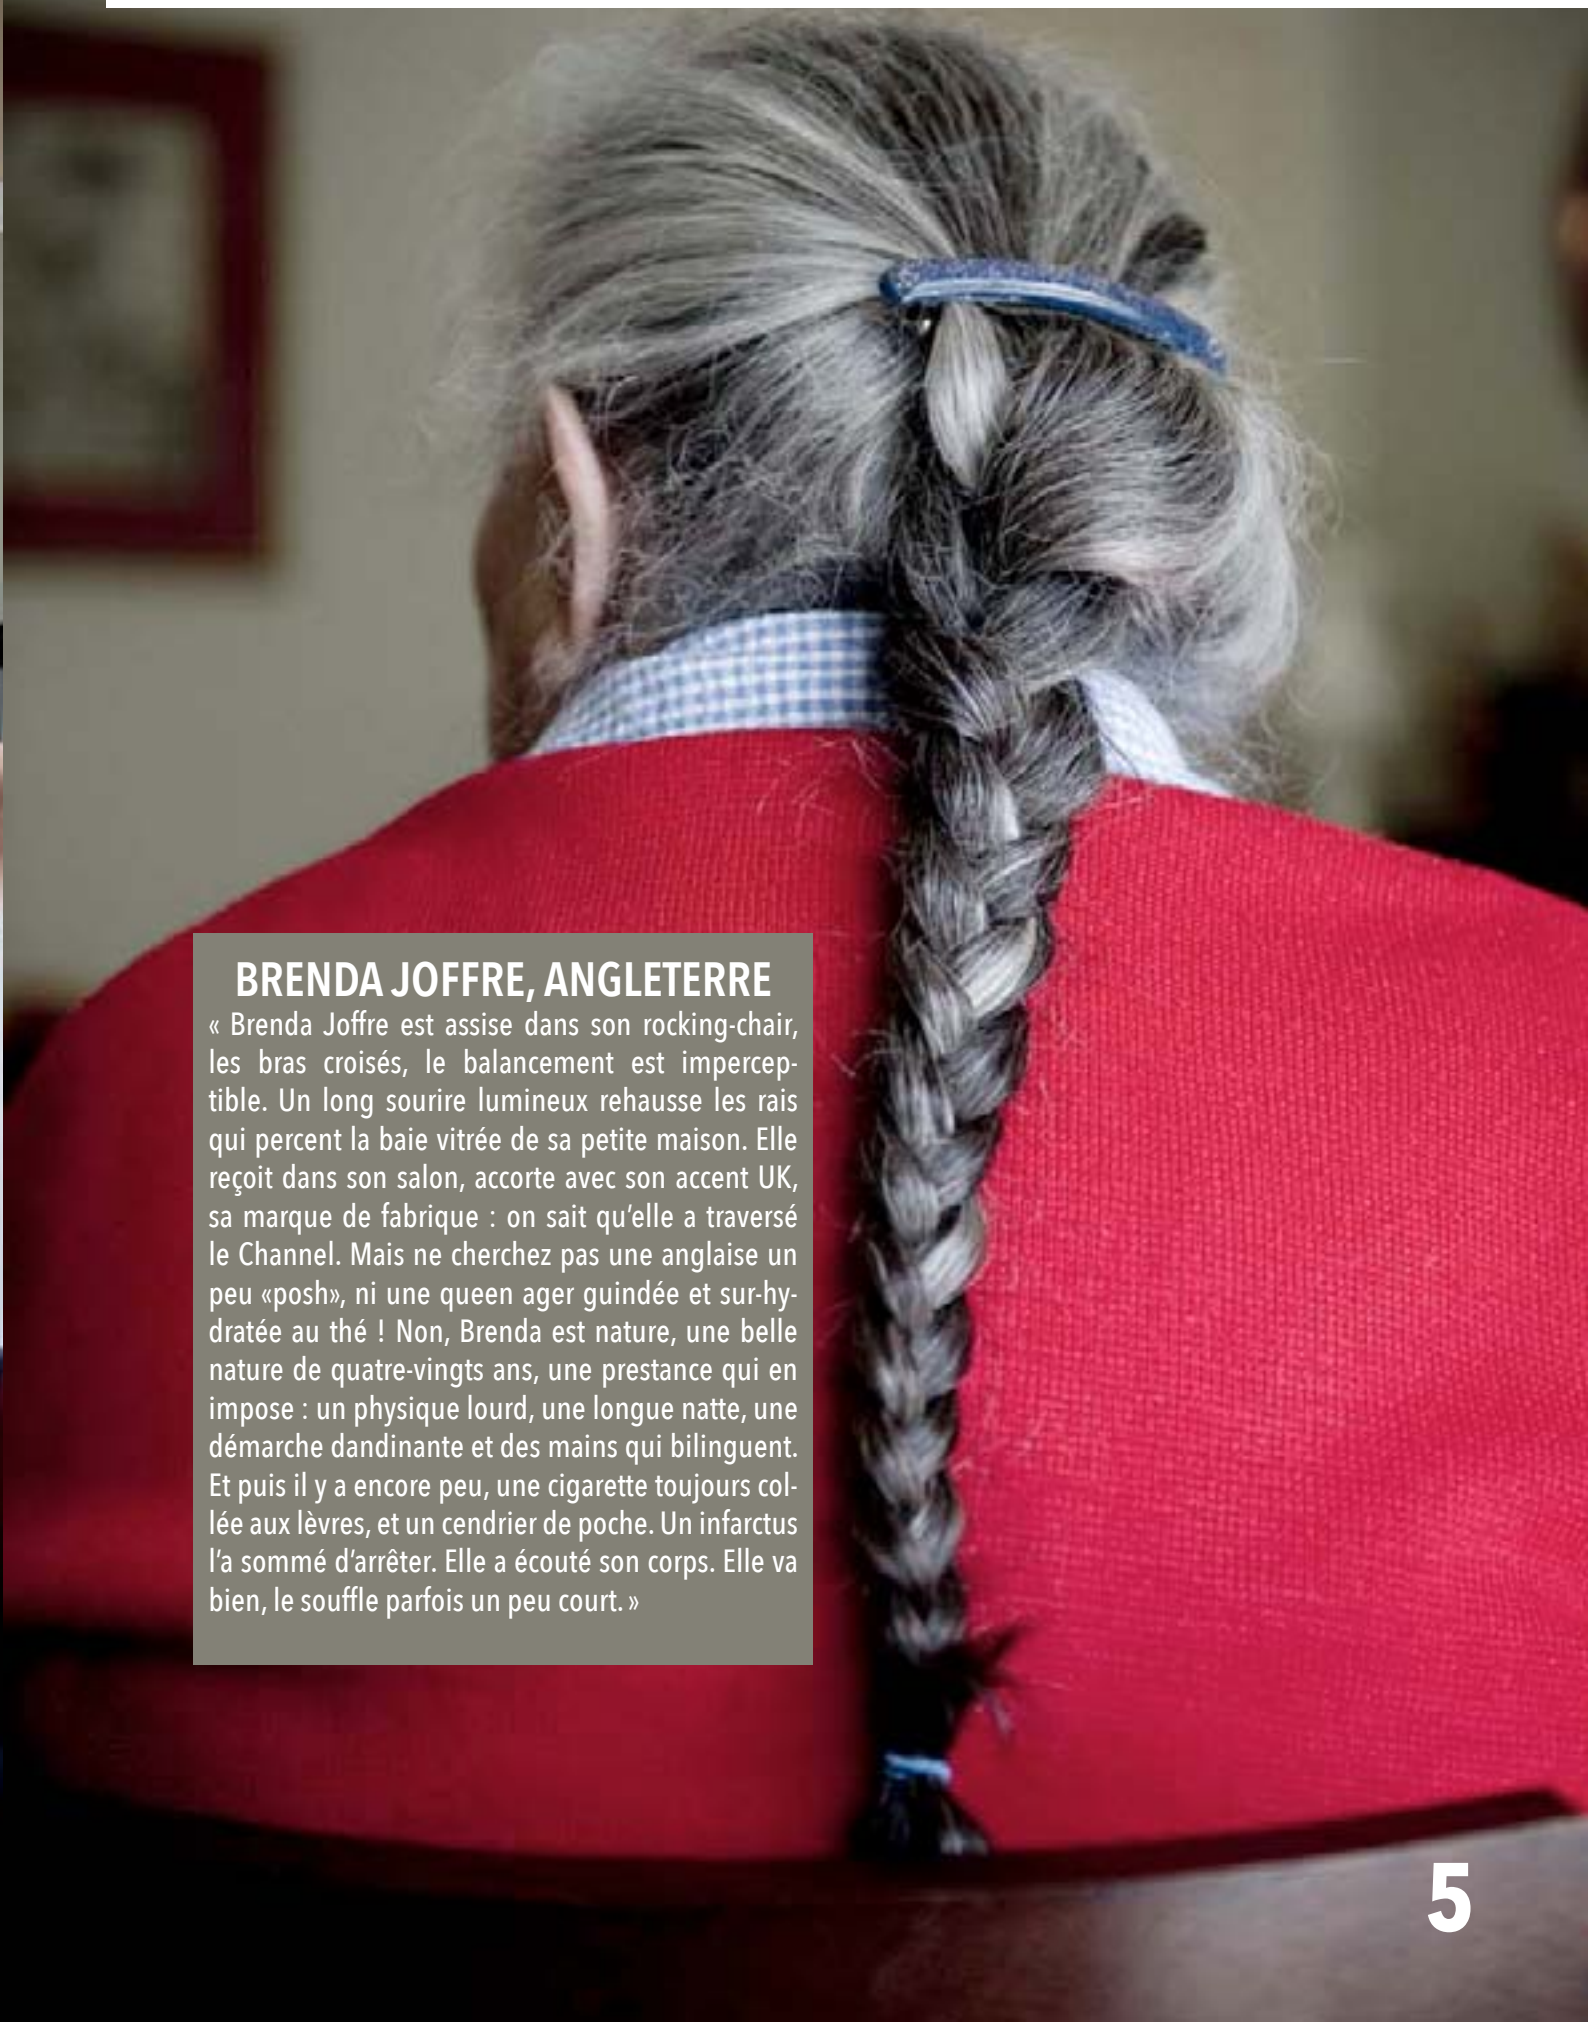 BRENDA JOFFRE, ANGLETERRE
« Brenda Joffre est assise dans son rocking-chair,
les bras croisés, le balancement est impercep-
tible. Un long sourire lumineux rehausse les rais
qui percent la baie vitrée de sa petite maison. Elle
reçoit dans son salon, accorte avec son accent UK,
sa marque de fabrique : on sait qu'elle a traversé
le Channel. Mais ne cherchez pas une anglaise un
peu «posh», ni une queen ager guindée et sur-hy-
dratée au thé ! Non, Brenda est nature, une belle
nature de quatre-vingts ans, une prestance qui en
impose : un physique lourd, une longue natte, une
démarche dandinante et des mains qui bilinguent.
Et puis il y a encore peu, une cigarette toujours col-
lée aux lèvres, et un cendrier de poche. Un infarctus
l'a sommé d'arrêter. Elle a écouté son corps. Elle va
bien, le souffle parfois un peu court. »
5